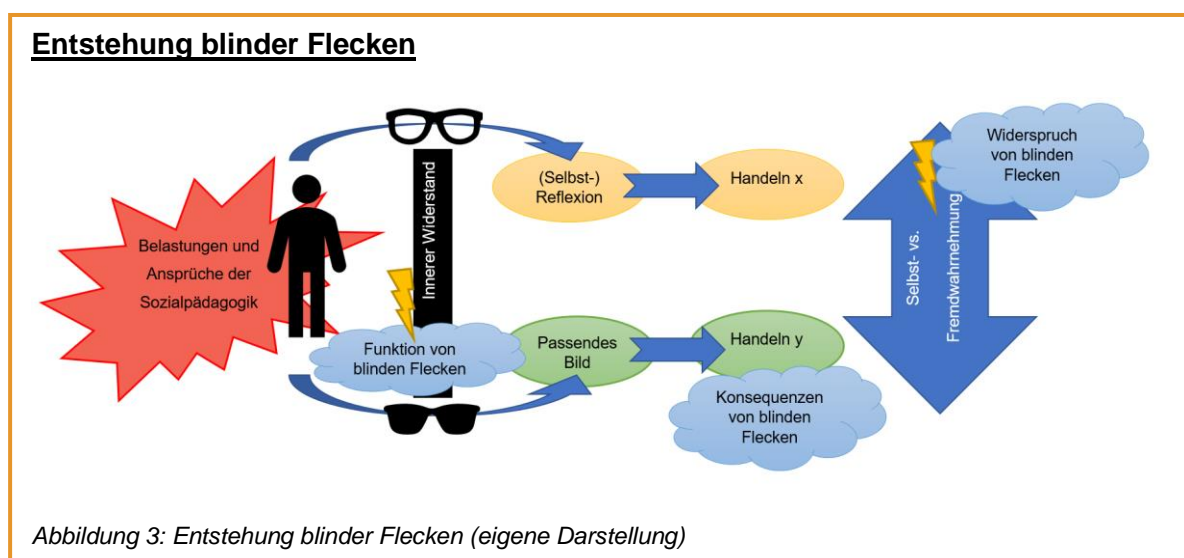 Entstehung blinder Flecken
Belastungen und
Ansprüche der
Sozialpädagogik
Innerer Widerstand
(Selbst-)
Reflexion
Handeln x
Funktion von
blinden Flecken
Passendes
Bild
Handeln y
Konsequenzen
von blinden
Flecken
Selbst- vs.
Fremdwahrnehmung
Widerspruch
von blinden
Flecken
Abbildung 3: Entstehung blinder Flecken (eigene Darstellung)